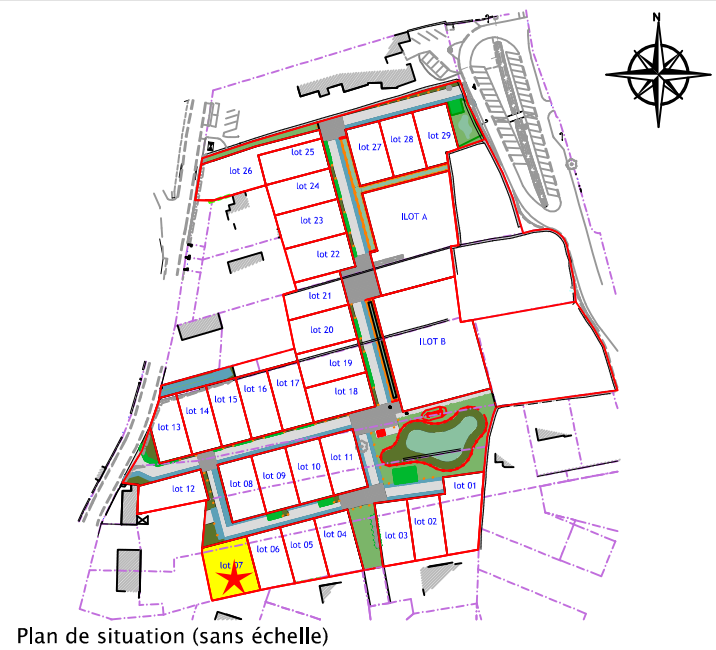 N
lot 29
lot 28
lot 27
lot 25
lot 26
lot 24
lot 23
ILOT A
lot 22
lot 21
lot 20
ILOT B
lot 19
lot 18
lot 17
lot 16
lot 15
lot 14
lot 13
lot 11
lot 10
lot 09
lot 08
lot 12
lot 01
lot 02
lot 03
lot 04
lot 05
lot 06
lot 07
Plan de situation (sans échelle)